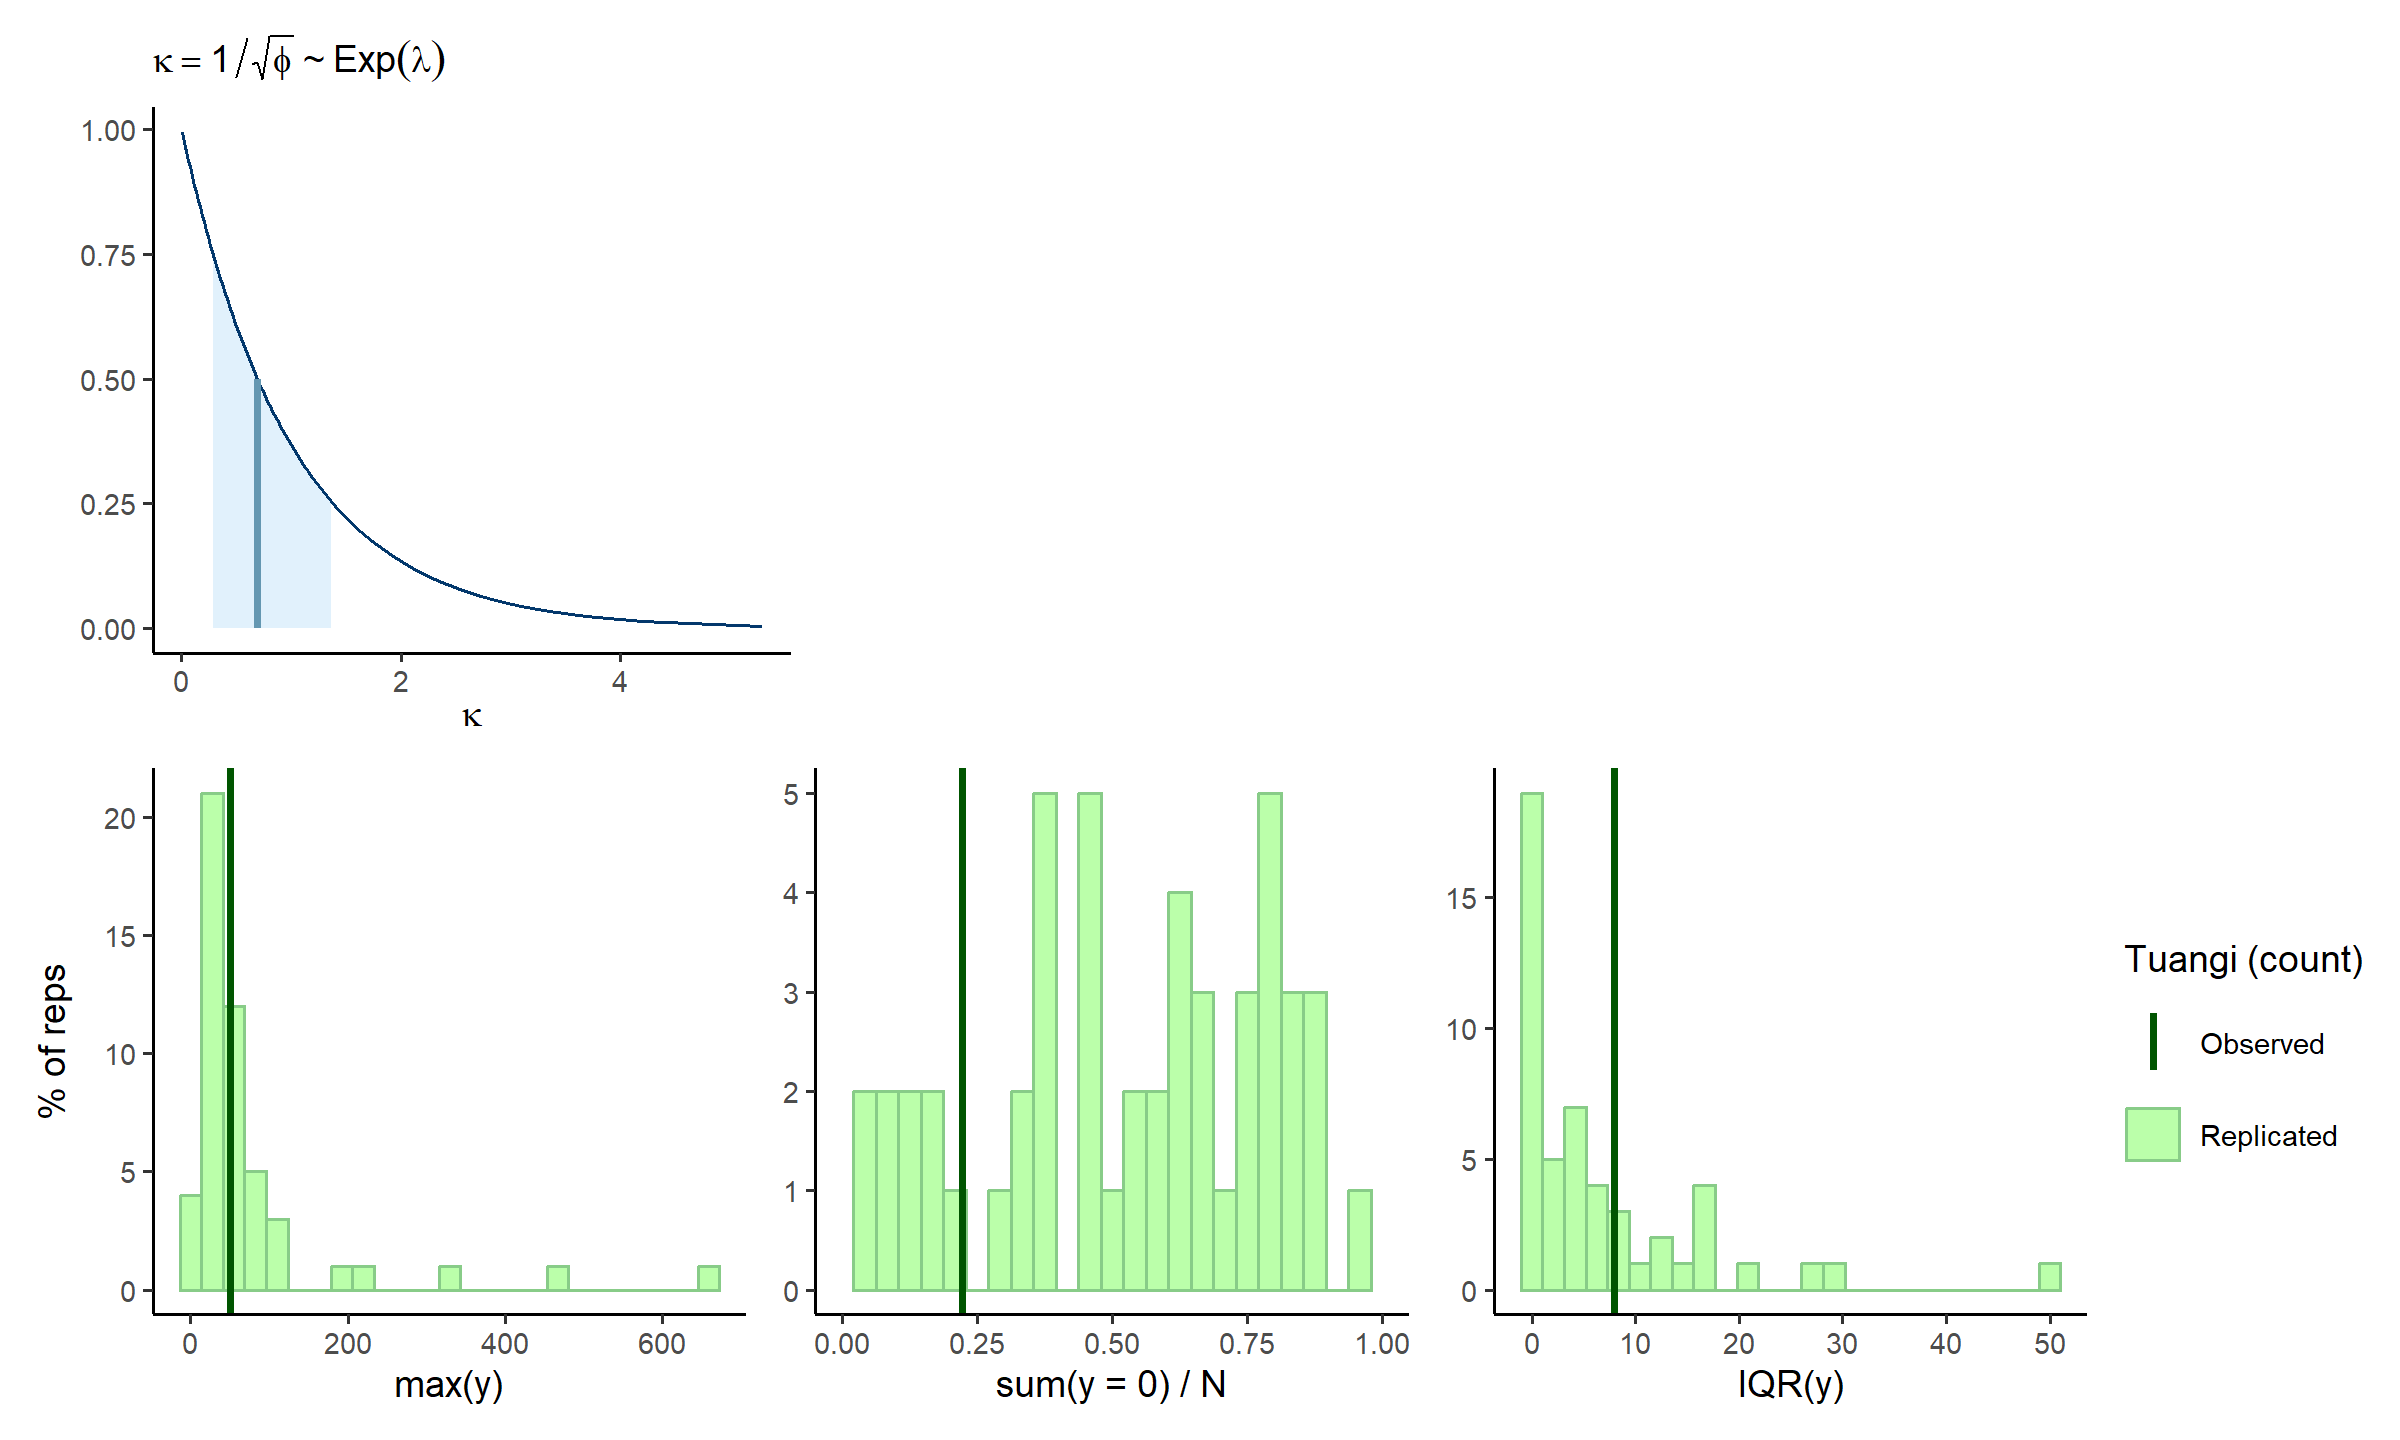 κ = 1/√ϕ ~ Exp(λ)
1.00
0.75
0.50
0.25
0.00
0 2 4
κ
% of reps
20
15
10
5
0
0 200 400 600
max(y)
5
4
3
2
1
0
0.00 0.25 0.50 0.75 1.00
sum(y = 0) / N
15
10
5
0
0 10 20 30 40 50
IQR(y)
Tuangi (count)
Observed
Replicated